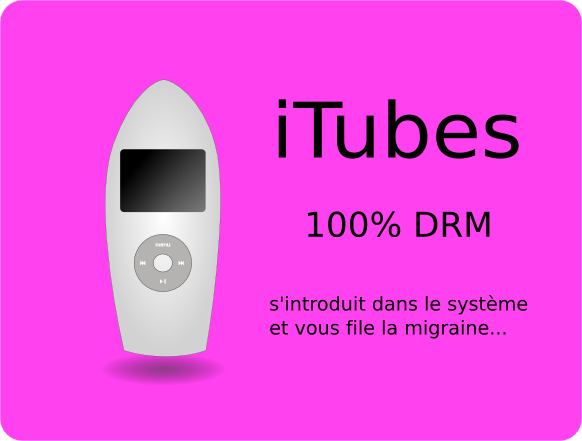 iTubes
100% DRM
s'introduit dans le système
et vous file la migraine...